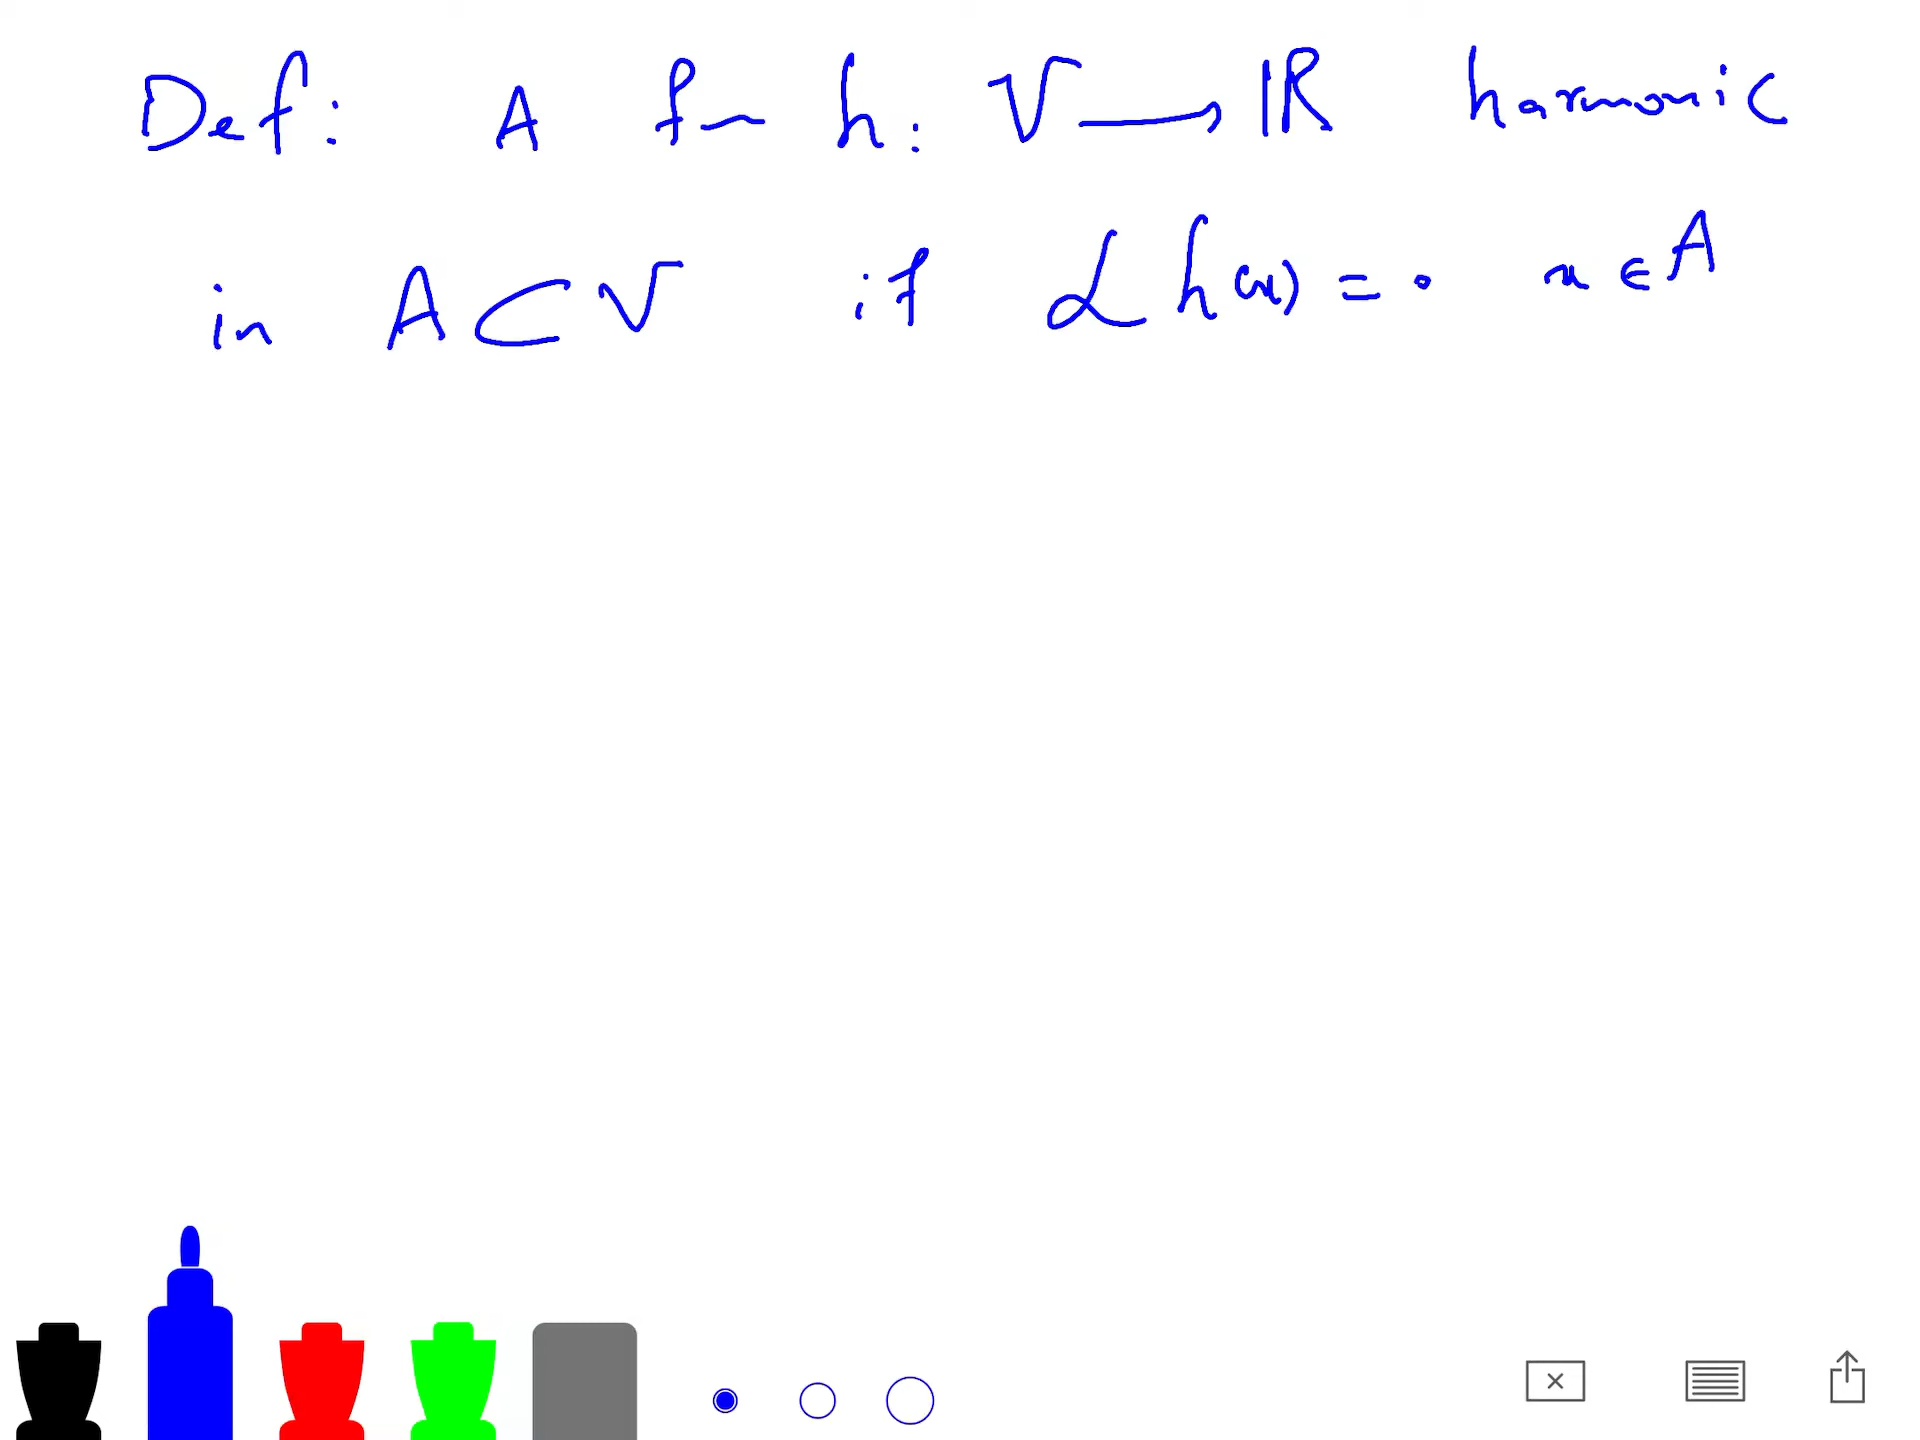 Def: A fn h: V → ℝ harmonic
in A ⊂ V if ℒ h(x) = 0 x ∈ A